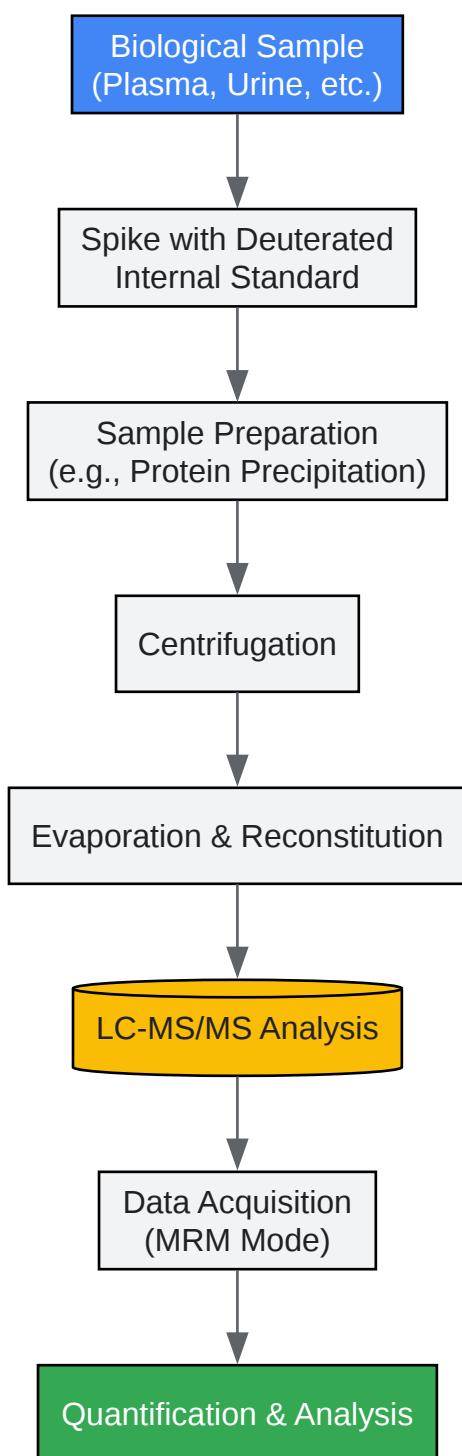 Biological Sample
(Plasma, Urine, etc.)
Spike with Deuterated
Internal Standard
Sample Preparation
(e.g., Protein Precipitation)
Centrifugation
Evaporation & Reconstitution
LC-MS/MS Analysis
Data Acquisition
(MRM Mode)
Quantification & Analysis